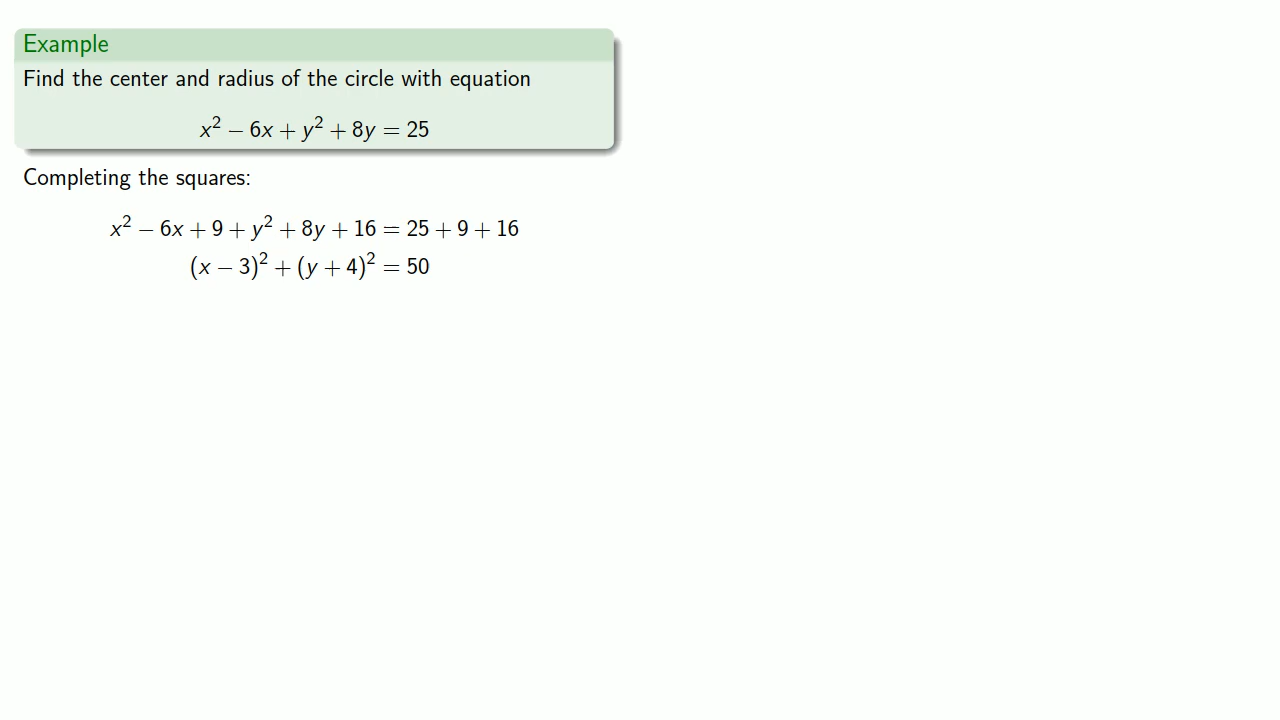 Example
Find the center and radius of the circle with equation
x² − 6x + y² + 8y = 25
Completing the squares:
x² − 6x + 9 + y² + 8y + 16 = 25 + 9 + 16
(x − 3)² + (y + 4)² = 50